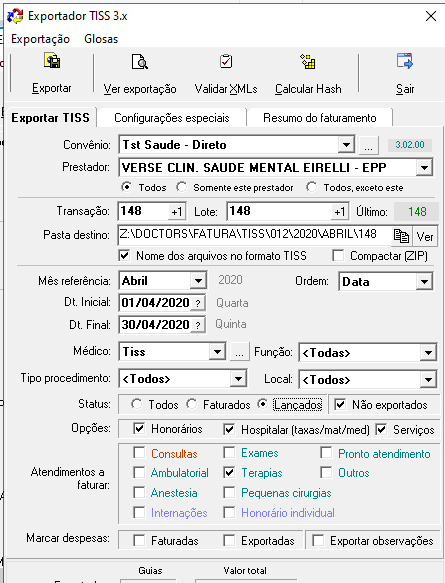 Exportador TISS 3.x
Exportação Glosas
Exportar Ver exportação Validar XMLs Calcular Hash Sair
Exportar TISS Configurações especiais Resumo do faturamento
Convênio: Tst Saude - Direto ... 3.02.00
Prestador: VERSE CLIN. SAUDE MENTAL EIRELLI - EPP
Todos Somente este prestador Todos, exceto este
Transação: 148 +1 Lote: 148 +1 Último: 148
Pasta destino: Z:\DOCTORS\FATURA\TISS\012\2020\ABRIL\148 Ver
Nome dos arquivos no formato TISS Compactar (ZIP)
Mês referência: Abril 2020 Ordem: Data
Dt. Inicial: 01/04/2020 ? Quarta
Dt. Final: 30/04/2020 ? Quinta
Médico: Tiss ... Função: <Todas>
Tipo procedimento: <Todos> Local: <Todos>
Status: Todos Faturados Lançados Não exportados
Opções: Honorários Hospitalar (taxas/mat/med) Serviços
Atendimentos a faturar:
Consultas Exames Pronto atendimento
Ambulatorial Terapias Outros
Anestesia Pequenas cirurgias
Internações Honorário individual
Marcar despesas: Faturadas Exportadas Exportar observações
Guias Valor total